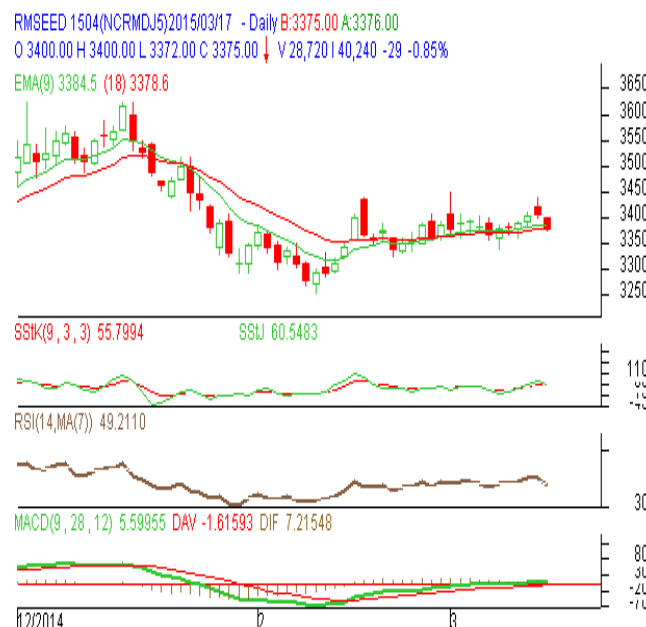 RMSEED 1504(NCRMDJ5)2015/03/17 - Daily B:3375.00 A:3376.00
O 3400.00 H 3400.00 L 3372.00 C 3375.00 V 28,720 I 40,240 -29 -0.85%
EMA(9) 3384.5 (18) 3378.6
3650
3600
3550
3500
3450
3400
3350
3300
3250
SStK(9,3,3) 55.7994 SStJ 60.5483
110
RSI(14,MA(7)) 49.2110
30
MACD(9,28,12) 5.59955 DAV -1.61593 DIF 7.21548
80
30
-20
-70
12/2014 2 3